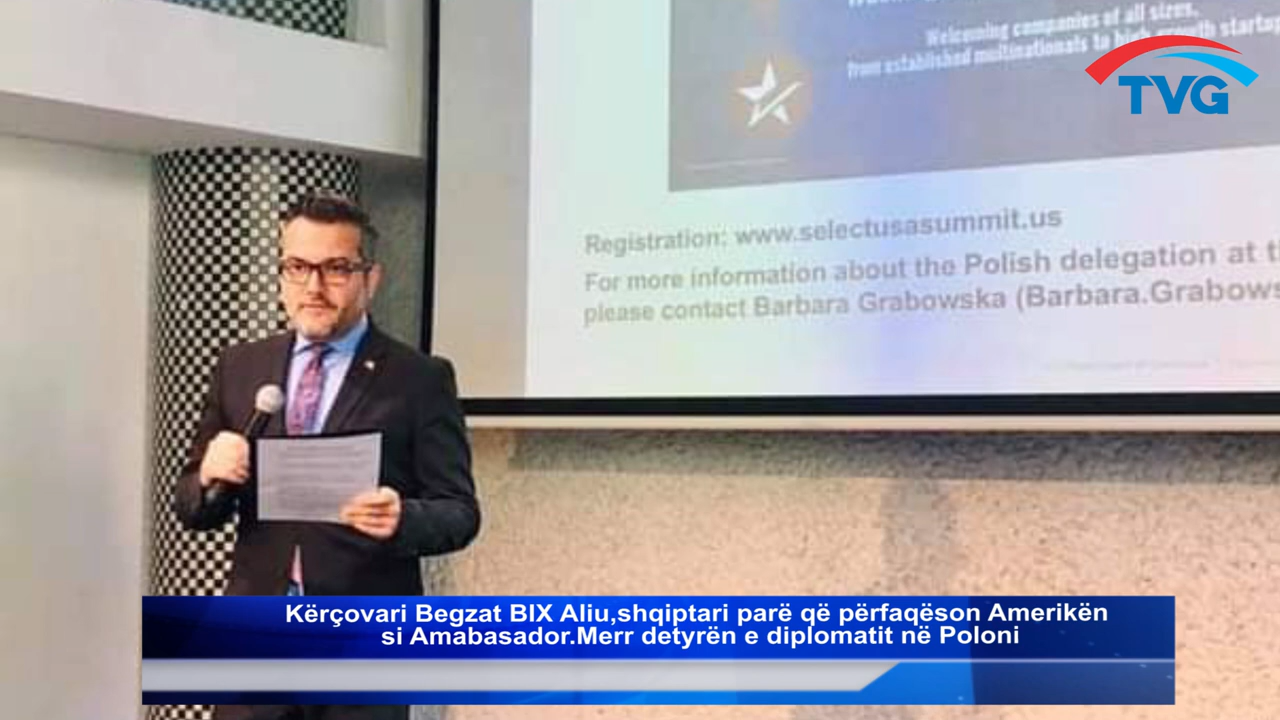 Welcoming companies of all sizes,
from established multinationals to high growth startup
TVG
Registration: www.selectusasummit.us
For more information about the Polish delegation at t
please contact Barbara Grabowska (Barbara.Grabows
Kërçovari Begzat BIX Aliu,shqiptari parë që përfaqëson Amerikën
si Amabasador.Merr detyrën e diplomatit në Poloni